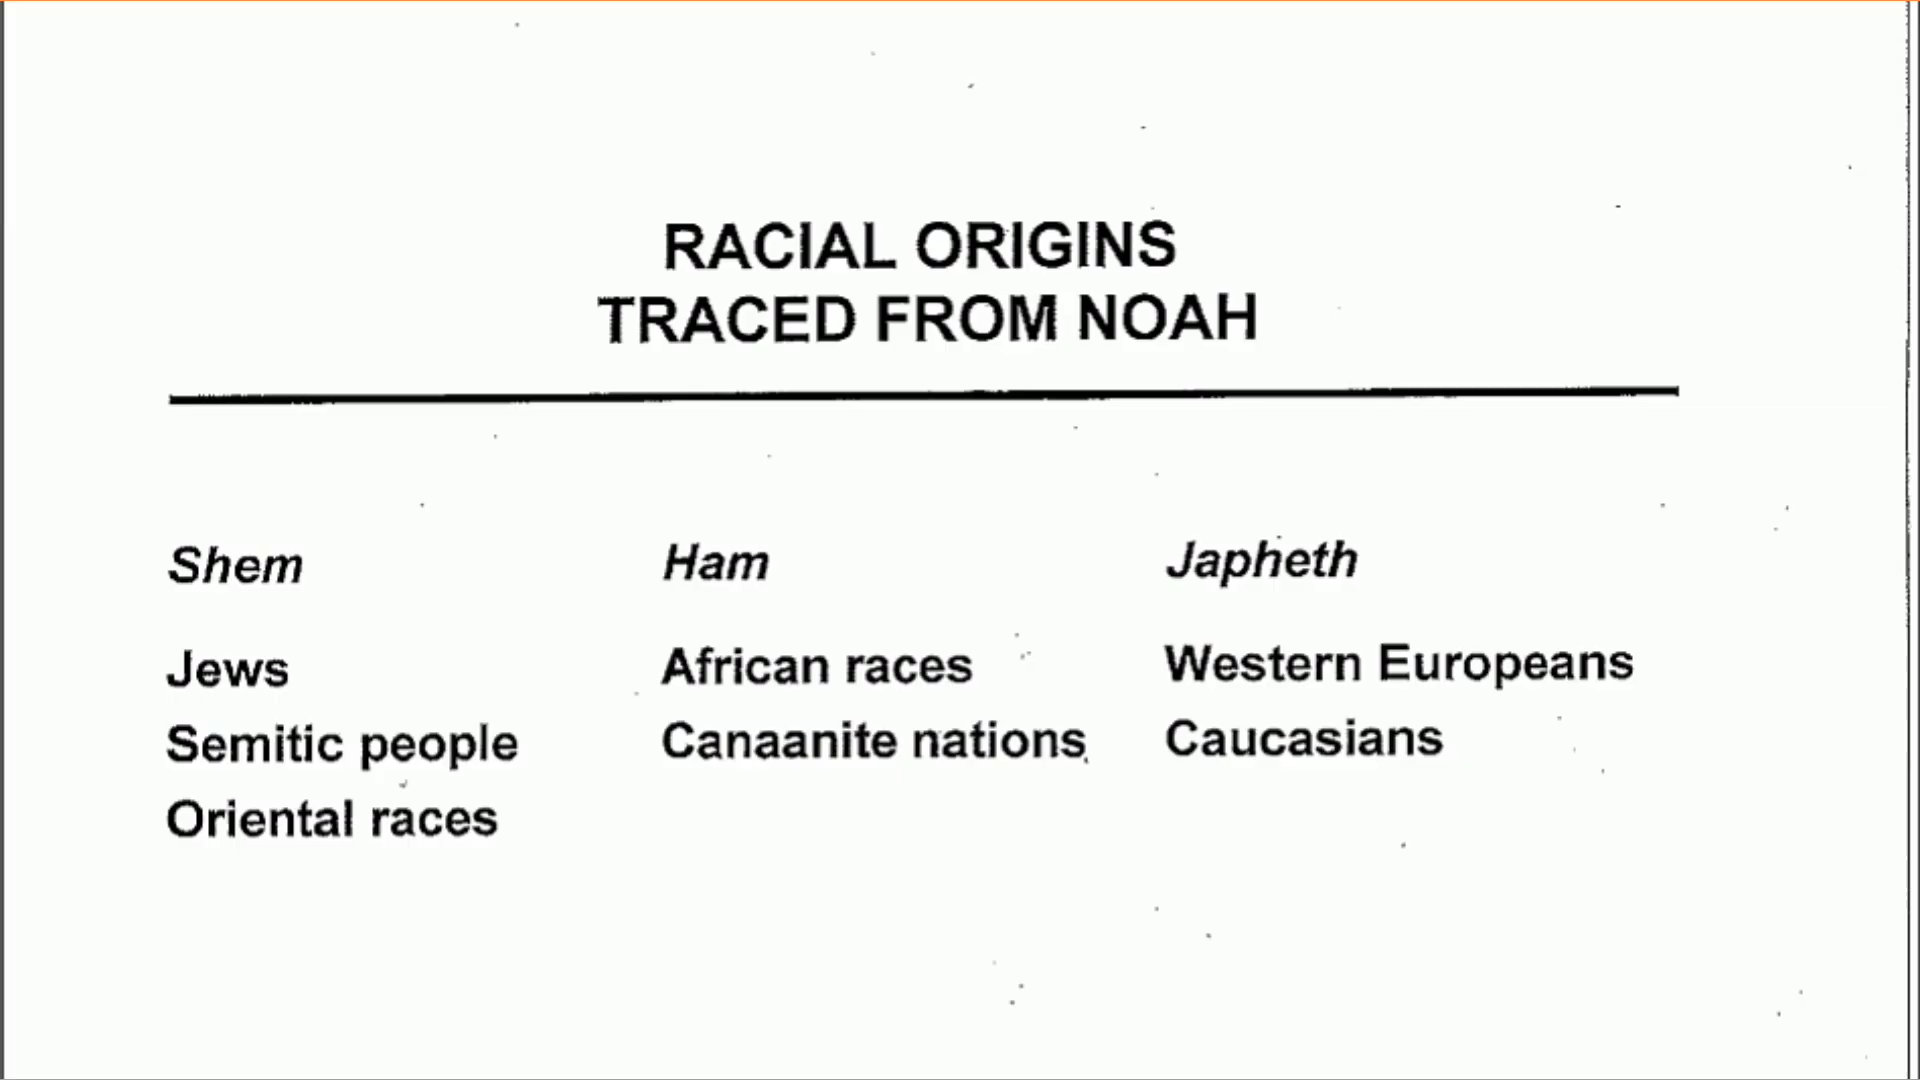 RACIAL ORIGINS
TRACED FROM NOAH
Shem
Jews
Semitic people
Oriental races
Ham
African races
Canaanite nations
Japheth
Western Europeans
Caucasians